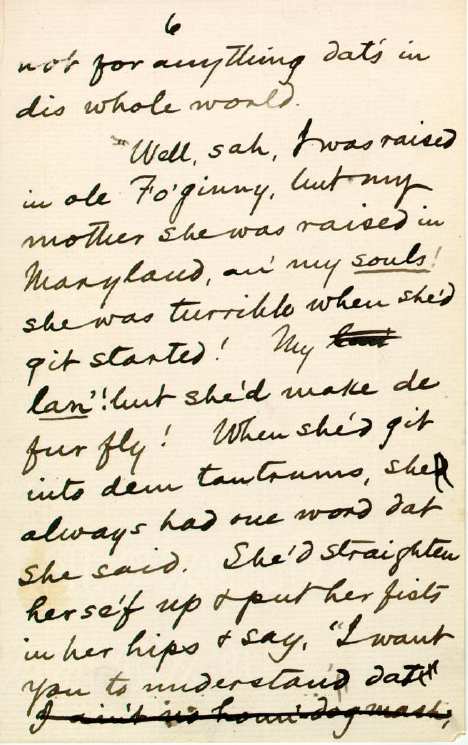 6
not for anything dat's in
dis whole world.
"Well, sah, I was raised
in ole Fo'ginny, but my
mother she was raised in
Maryland, an' my souls!
she was turrible when she'd
git started! My
lan'! but she'd make de
fur fly! When she'd git
into dem tantrums, she
always had one word dat
she said. She'd straighten
herse'f up & put her fists
in her hips & say, "I want
you to understan'd dat
I ain't no